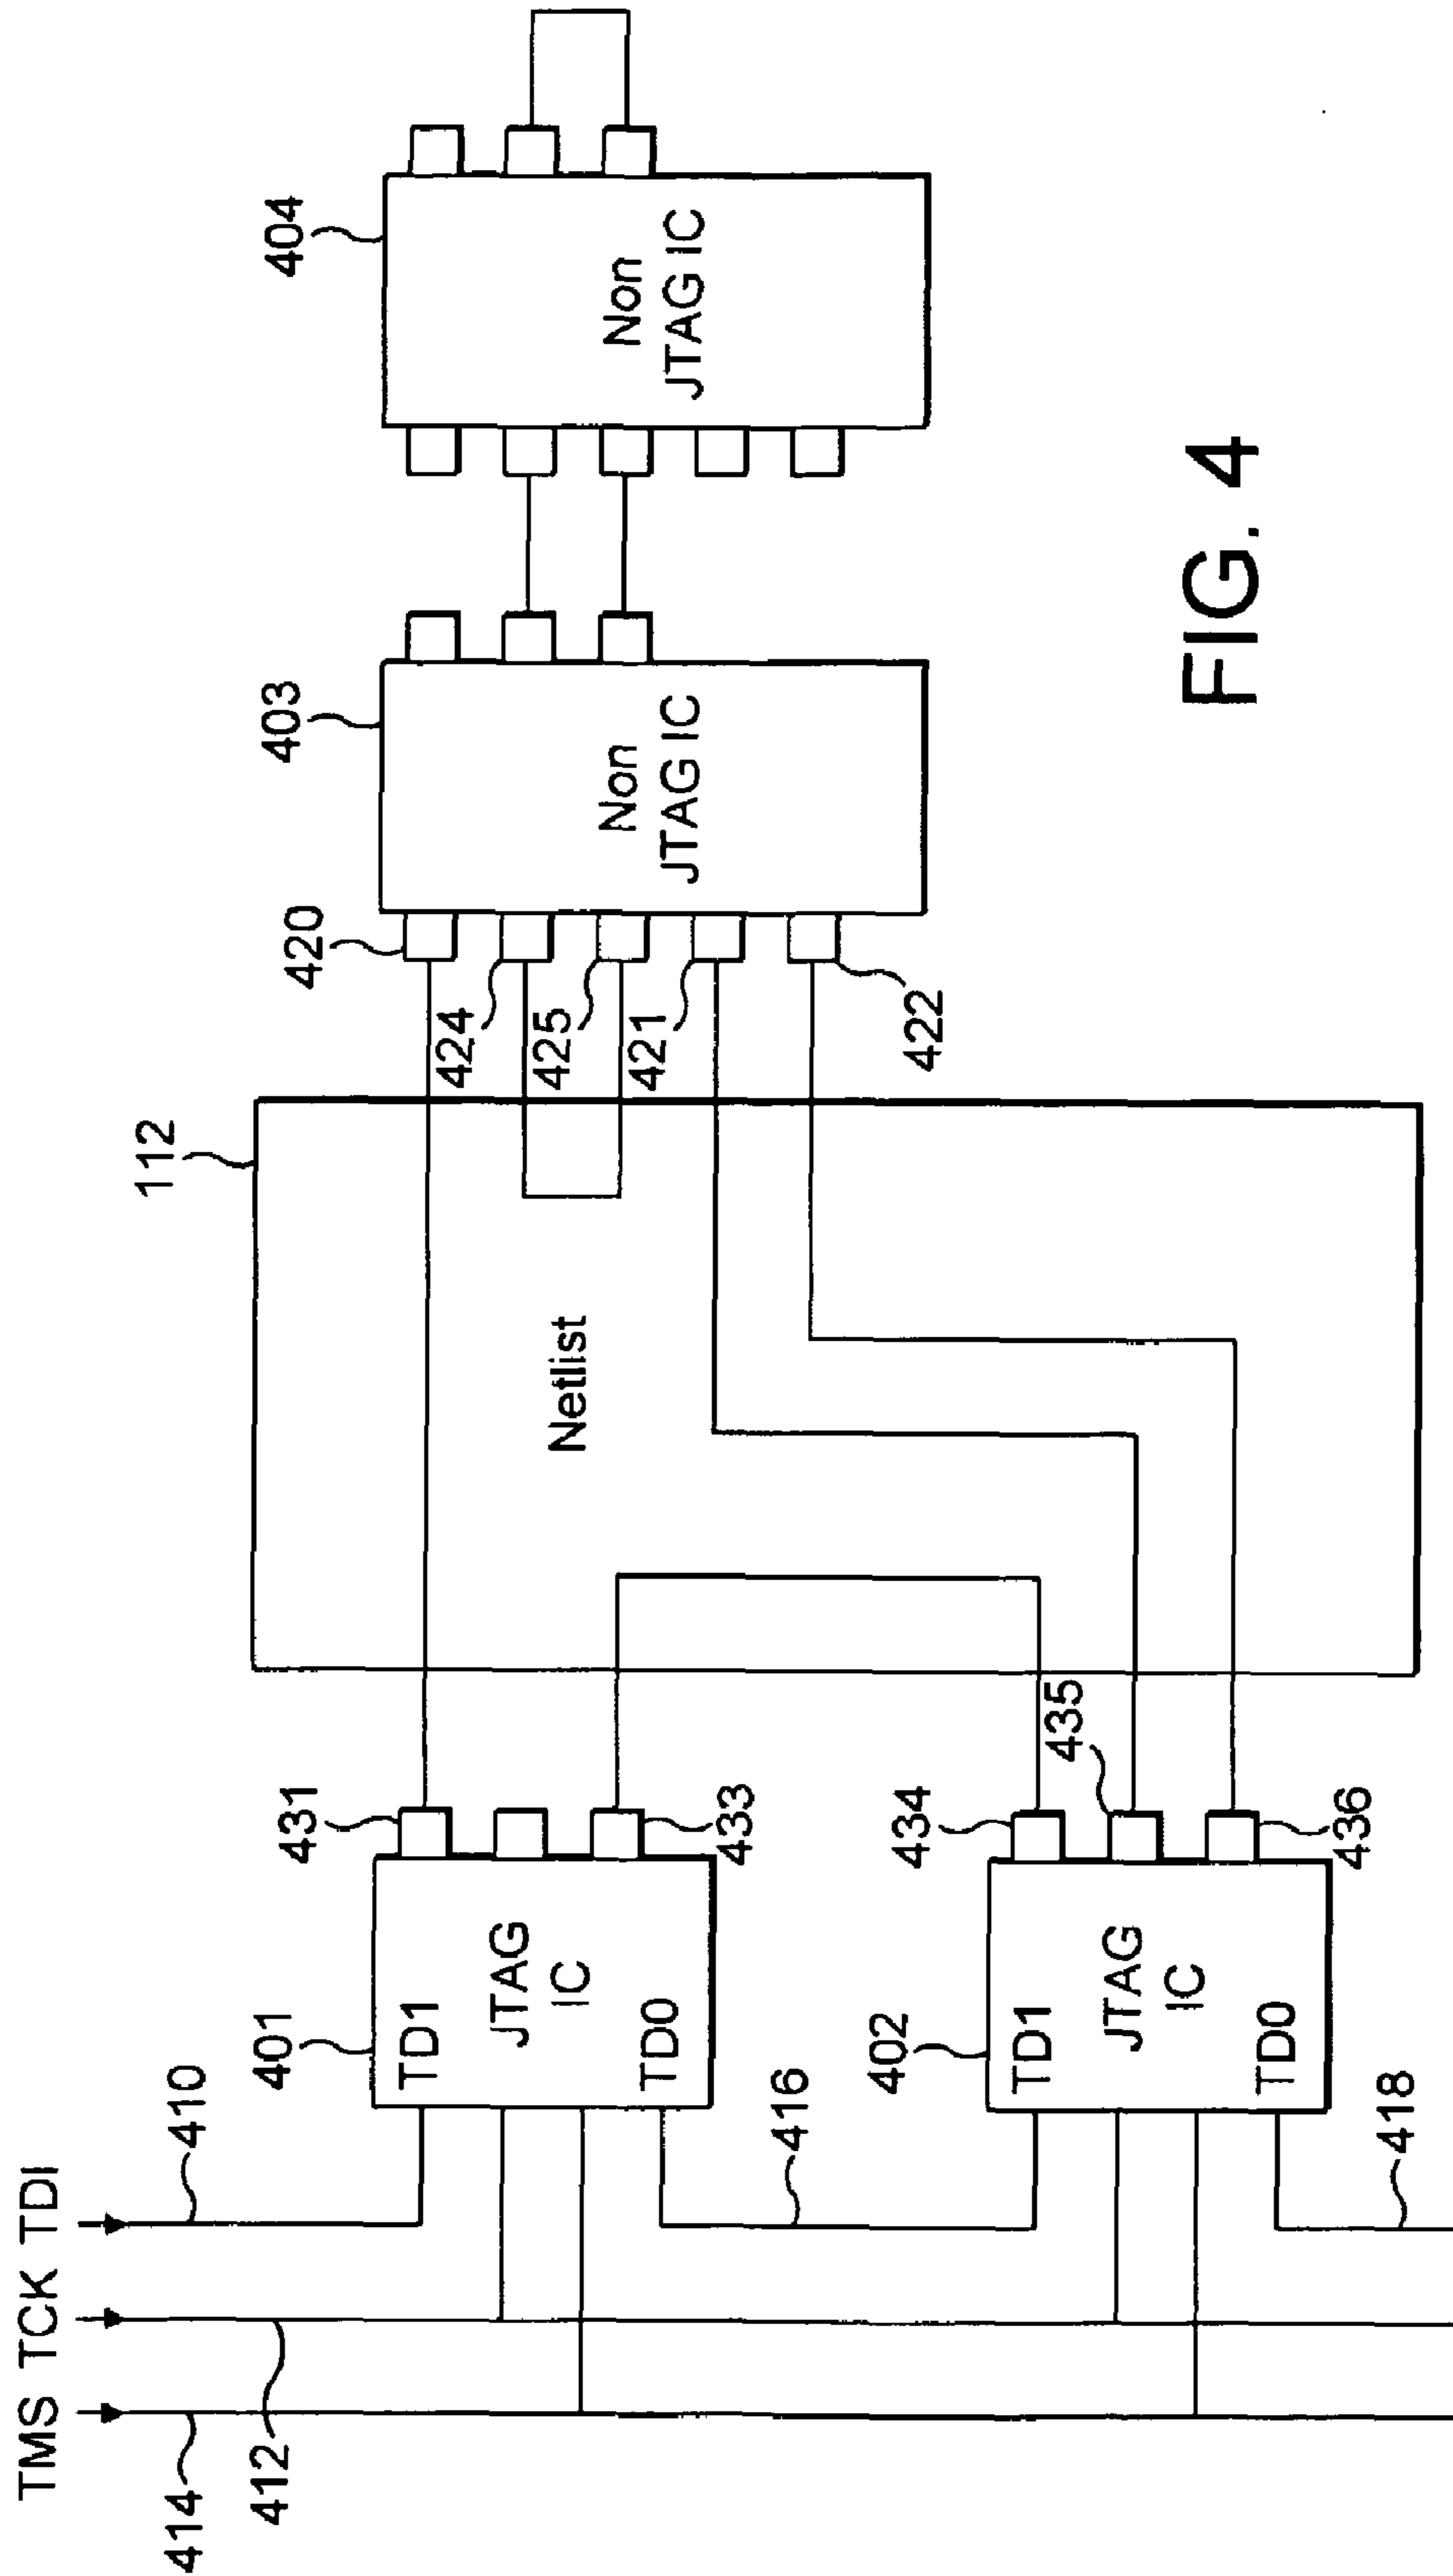 TMS TCK TDI
414
412
410
401
TD1
JTAG
IC
TD0
431
433
416
402
TD1
JTAG
IC
TD0
434
435
436
418
112
Netlist
420
424
425
421
422
403
Non
JTAG IC
404
Non
JTAG IC
FIG. 4